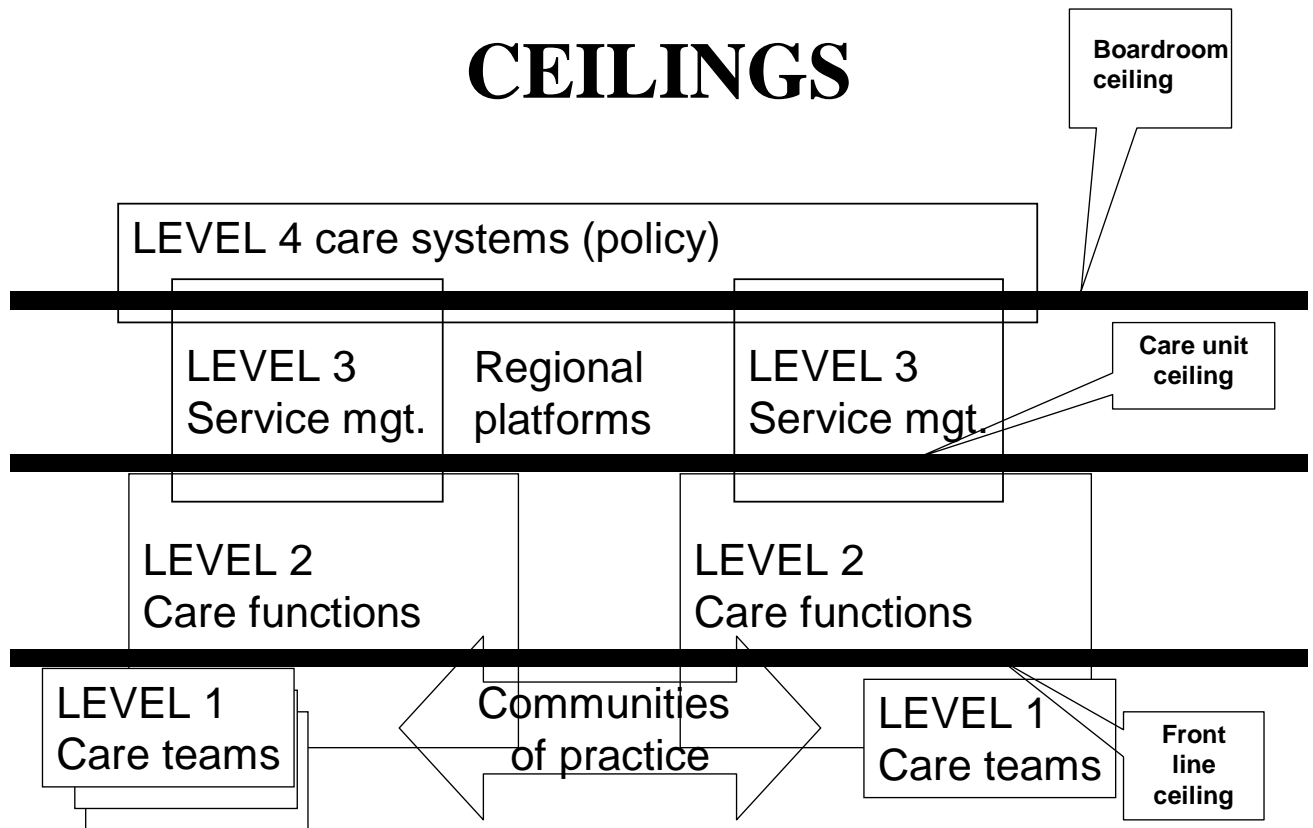 CEILINGS
Boardroom
ceiling
LEVEL 4 care systems (policy)
LEVEL 3
Service mgt.
Regional
platforms
LEVEL 3
Service mgt.
Care unit
ceiling
LEVEL 2
Care functions
LEVEL 2
Care functions
LEVEL 1
Care teams
Communities
of practice
LEVEL 1
Care teams
Front
line
ceiling